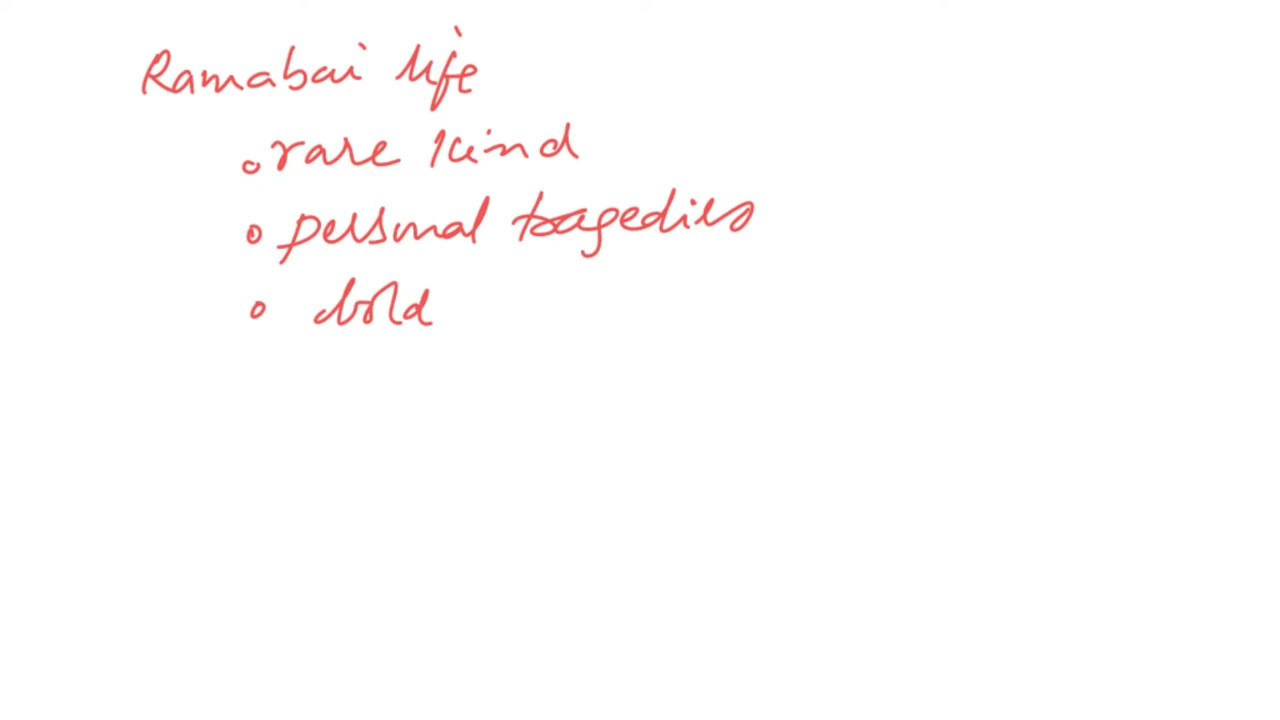 Ramabai life
• rare kind
• personal tragedies
• bold